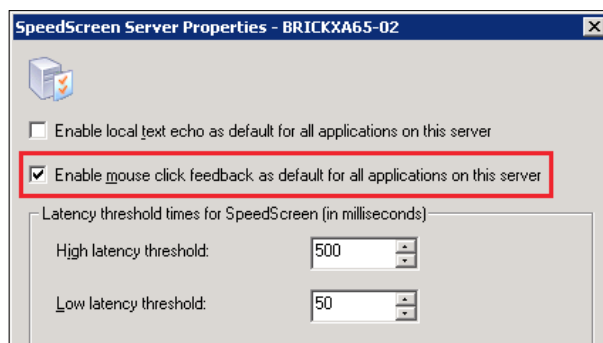 SpeedScreen Server Properties - BRICKXA65-02
Enable local text echo as default for all applications on this server
Enable mouse click feedback as default for all applications on this server
Latency threshold times for SpeedScreen (in milliseconds)
High latency threshold: 500
Low latency threshold: 50